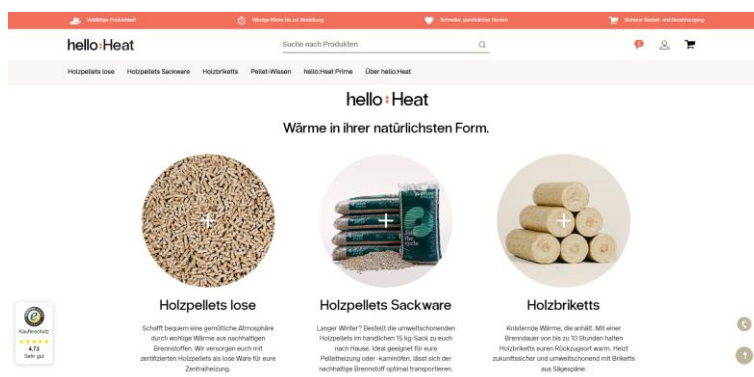 Vielfältige Produktwelt
Wenige Klicks bis zur Bestellung
Schneller, persönlicher Service
Sicherer Bestell- und Bezahlvorgang
hello:Heat
Suche nach Produkten
Holzpellets lose Holzpellets Sackware Holzbriketts Pellet-Wissen hello:Heat Prime Über hello:Heat
hello:Heat
Wärme in ihrer natürlichsten Form.
Holzpellets lose
Schafft bequem eine gemütliche Atmosphäre
durch wohlige Wärme aus nachhaltigen
Brennstoffen. Wir versorgen euch mit
zertifizierten Holzpellets als lose Ware für eure
Zentralheizung.
Holzpellets Sackware
Langer Winter? Bestellt die umweltschonenden
Holzpellets im handlichen 15 kg-Sack zu euch
nach Hause. Ideal geeignet für eure
Pelletheizung oder -kaminöfen, lässt sich der
nachhaltige Brennstoff optimal transportieren.
Holzbriketts
Knisternde Wärme, die anhält. Mit einer
Brenndauer von bis zu 10 Stunden halten
Holzbriketts euren Rückzugsort warm. Heizt
zukunftssicher und umweltschonend mit Briketts
aus Sägespäne.
Käuferschutz
4,73
Sehr gut